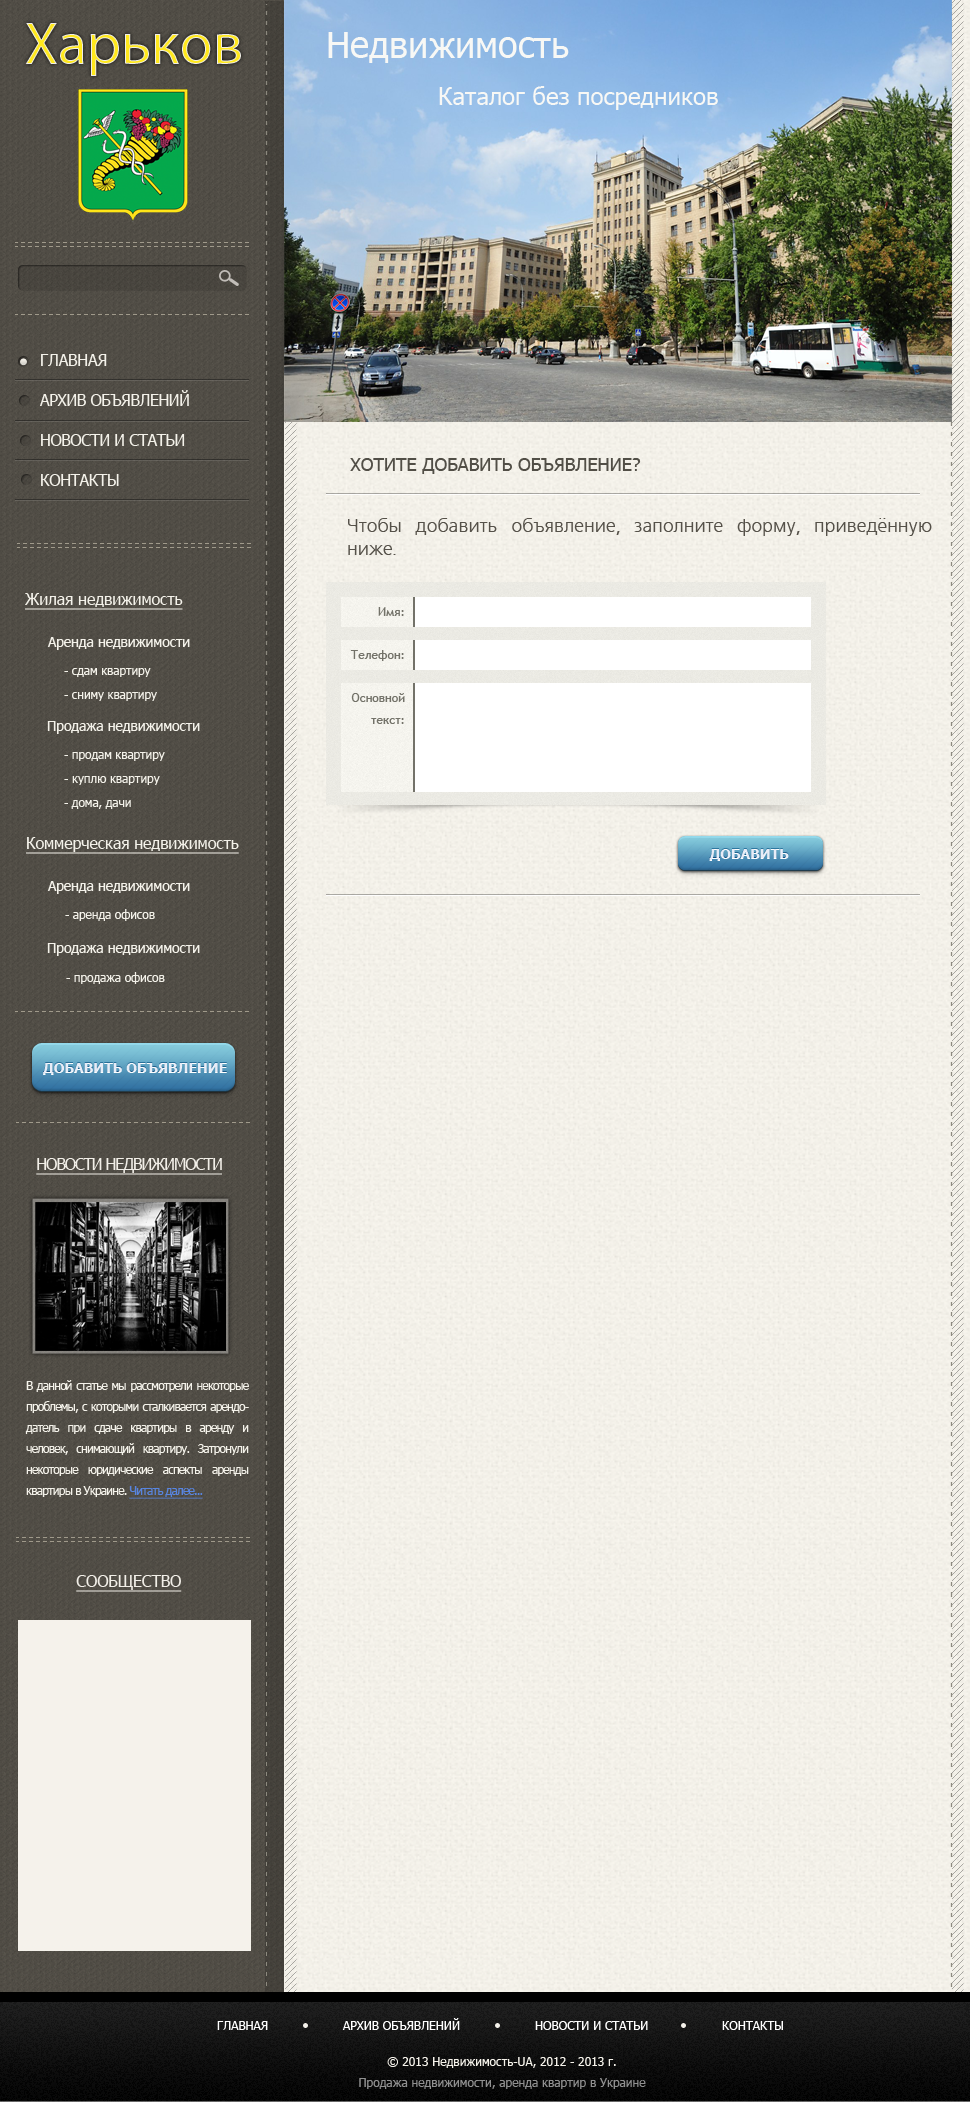 Харьков
ГЛАВНАЯ
АРХИВ ОБЪЯВЛЕНИЙ
НОВОСТИ И СТАТЬИ
КОНТАКТЫ
Жилая недвижимость
Аренда недвижимости
- сдам квартиру
- сниму квартиру
Продажа недвижимости
- продам квартиру
- куплю квартиру
- дома, дачи
Коммерческая недвижимость
Аренда недвижимости
- аренда офисов
Продажа недвижимости
- продажа офисов
ДОБАВИТЬ ОБЪЯВЛЕНИЕ
НОВОСТИ НЕДВИЖИМОСТИ
В данной статье мы рассмотрели некоторые
проблемы, с которыми сталкивается арендо-
датель при сдаче квартиры в аренду и
человек, снимающий квартиру. Затронули
некоторые юридические аспекты аренды
квартиры в Украине. Читать далее...
СООБЩЕСТВО
Недвижимость
Каталог без посредников
ХОТИТЕ ДОБАВИТЬ ОБЪЯВЛЕНИЕ?
Чтобы добавить объявление, заполните форму, приведённую
ниже.
Имя:
Телефон:
Основной
текст:
ДОБАВИТЬ
ГЛАВНАЯ • АРХИВ ОБЪЯВЛЕНИЙ • НОВОСТИ И СТАТЬИ • КОНТАКТЫ
© 2013 Недвижимость-UA, 2012 - 2013 г.
Продажа недвижимости, аренда квартир в Украине